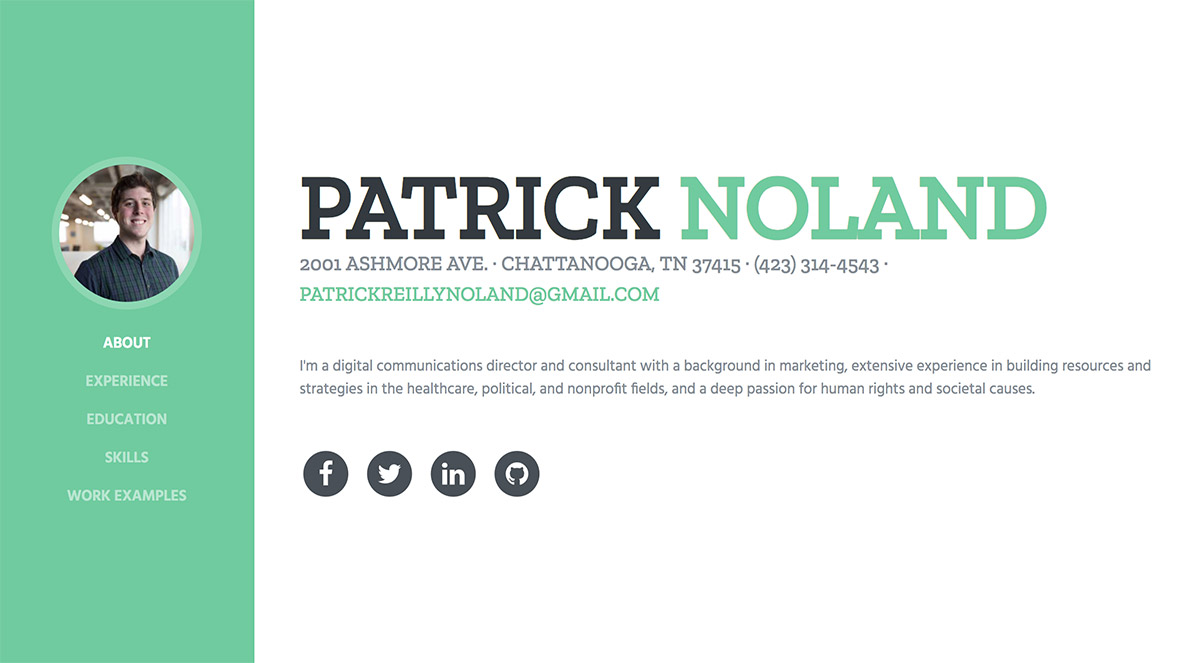 ABOUT
EXPERIENCE
EDUCATION
SKILLS
WORK EXAMPLES
PATRICK NOLAND
2001 ASHMORE AVE. · CHATTANOOGA, TN 37415 · (423) 314-4543 ·
PATRICKREILLYNOLAND@GMAIL.COM
I'm a digital communications director and consultant with a background in marketing, extensive experience in building resources and
strategies in the healthcare, political, and nonprofit fields, and a deep passion for human rights and societal causes.